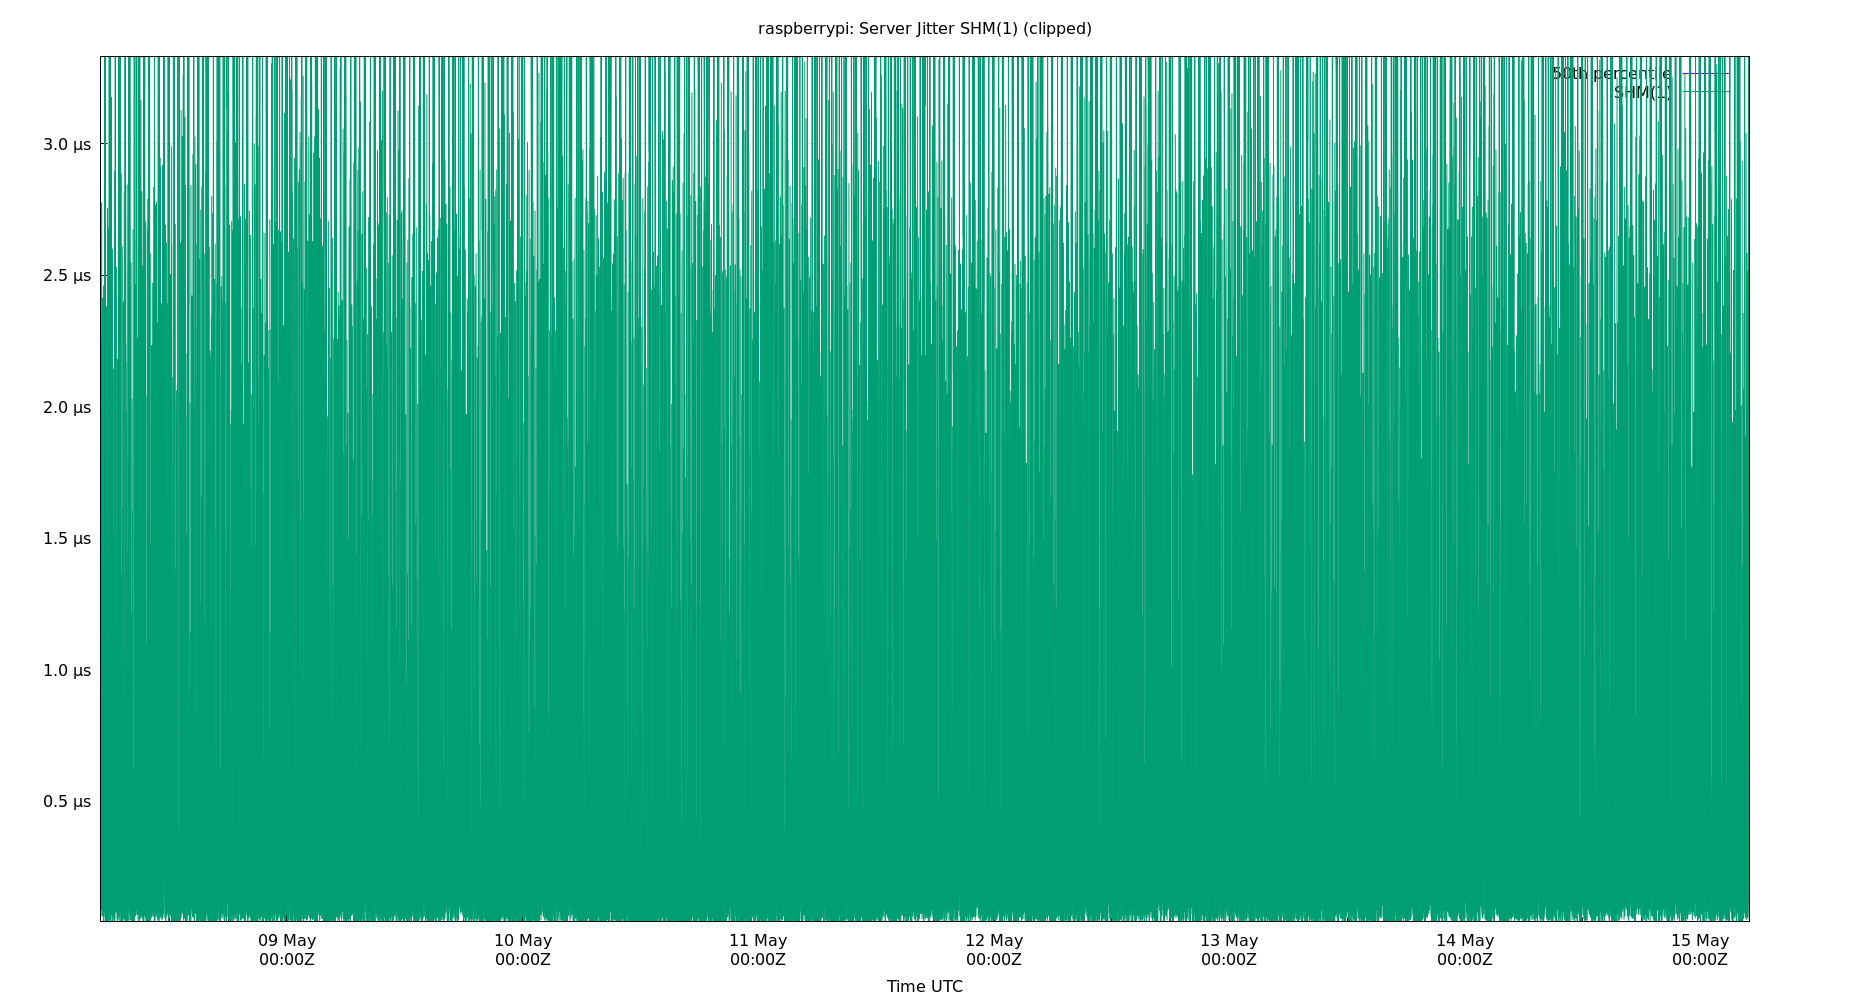 raspberrypi: Server Jitter SHM(1) (clipped)
50th percentile
SHM(1)
3.0 μs
2.5 μs
2.0 μs
1.5 μs
1.0 μs
0.5 μs
09 May 10 May 11 May 12 May 13 May 14 May 15 May
00:00Z 00:00Z 00:00Z 00:00Z 00:00Z 00:00Z 00:00Z
Time UTC